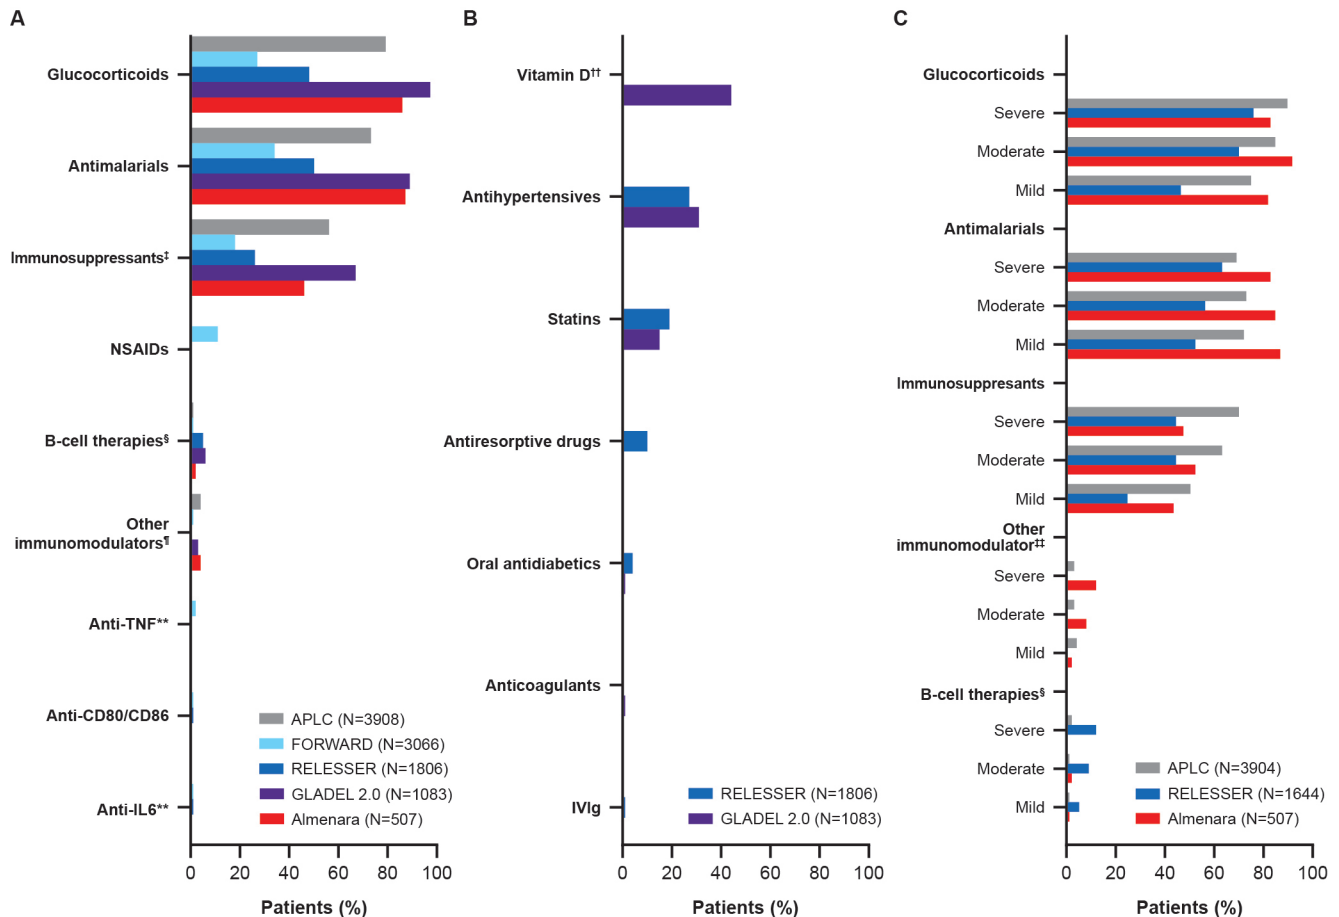 A
Glucocorticoids
Antimalarials
Immunosuppressants‡
NSAIDs
B-cell therapies§
Other
immunomodulators¶
Anti-TNF**
Anti-CD80/CD86
Anti-IL6**
APLC (N=3908)
FORWARD (N=3066)
RELESSER (N=1806)
GLADEL 2.0 (N=1083)
Almenara (N=507)
0 20 40 60 80 100
Patients (%)
B
Vitamin D††
Antihypertensives
Statins
Antiresorptive drugs
Oral antidiabetics
Anticoagulants
IVIg
RELESSER (N=1806)
GLADEL 2.0 (N=1083)
0 20 40 60 80 100
Patients (%)
C
Glucocorticoids
Severe
Moderate
Mild
Antimalarials
Severe
Moderate
Mild
Immunosuppresants
Severe
Moderate
Mild
Other
immunomodulator‡‡
Severe
Moderate
Mild
B-cell therapies§
Severe
Moderate
Mild
APLC (N=3904)
RELESSER (N=1644)
Almenara (N=507)
0 20 40 60 80 100
Patients (%)